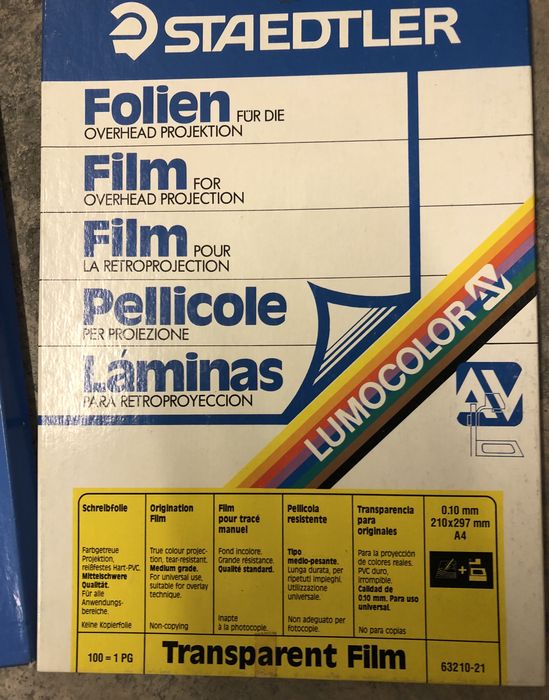 STAEDTLER
Folien FÜR DIE
OVERHEAD PROJEKTION
Film FOR
OVERHEAD PROJECTION
Film POUR
LA RETROPROJECTION
Pellicole
PER PROIEZIONE
Láminas
PARA RETROPROYECCION
LUMOCOLOR AV
AV
Schreibfolie
Farbgetreue
Projektion,
reißfestes Hart-PVC.
Mittelschwere
Qualität.
Für alle
Anwendungs-
bereiche.
Keine Kopierfolie
Origination
Film
True colour projec-
tion, tear-resistant.
Medium grade.
For universal use,
suitable for overlay
technique.
Non-copying
Film
pour tracé
manuel
Fond incolore.
Grande résistance.
Qualité standard.
Inapte
à la photocopie.
Pellicola
resistente
Tipo
medio-pesante.
Lunga durata, per
ripetuti impieghi.
Utilizzazione
universale.
Non adeguato per
fotocopie.
Transparencia
para
originales
Para la proyección
de colores reales.
PVC duro,
irrompible.
Calidad de
0.10 mm. Para uso
universal.
No para copias
0.10 mm
210x297 mm
A4
100 = 1 PG
Transparent Film
63210-21